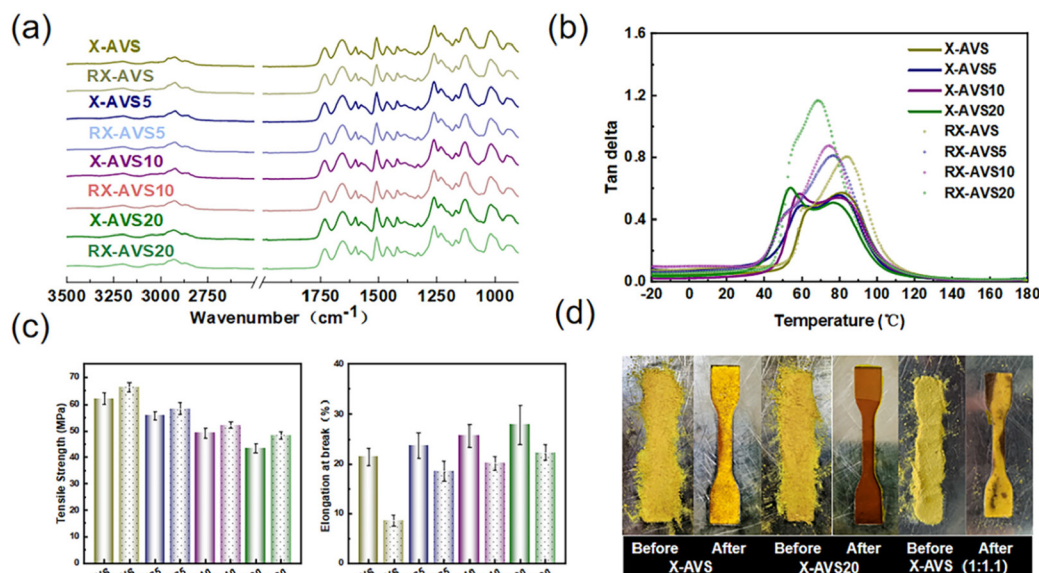 (a)
X-AVS
RX-AVS
X-AVS5
RX-AVS5
X-AVS10
RX-AVS10
X-AVS20
RX-AVS20
3500 3000 2750 1750 1500 1250 1000
Wavenumber (cm⁻¹)
(b)
Tan delta
1.6
1.2
0.8
0.4
0.0
X-AVS
X-AVS5
X-AVS10
X-AVS20
RX-AVS
RX-AVS5
RX-AVS10
RX-AVS20
-20 0 20 40 60 80 100 120 140 160 180
Temperature (℃)
(c)
Tensile Strength (MPa)
70
60
50
40
30
20
10
0
Elongation at break (%)
40
30
20
10
0
(d)
Before After Before After Before After
X-AVS X-AVS20 X-AVS (1:1.1)